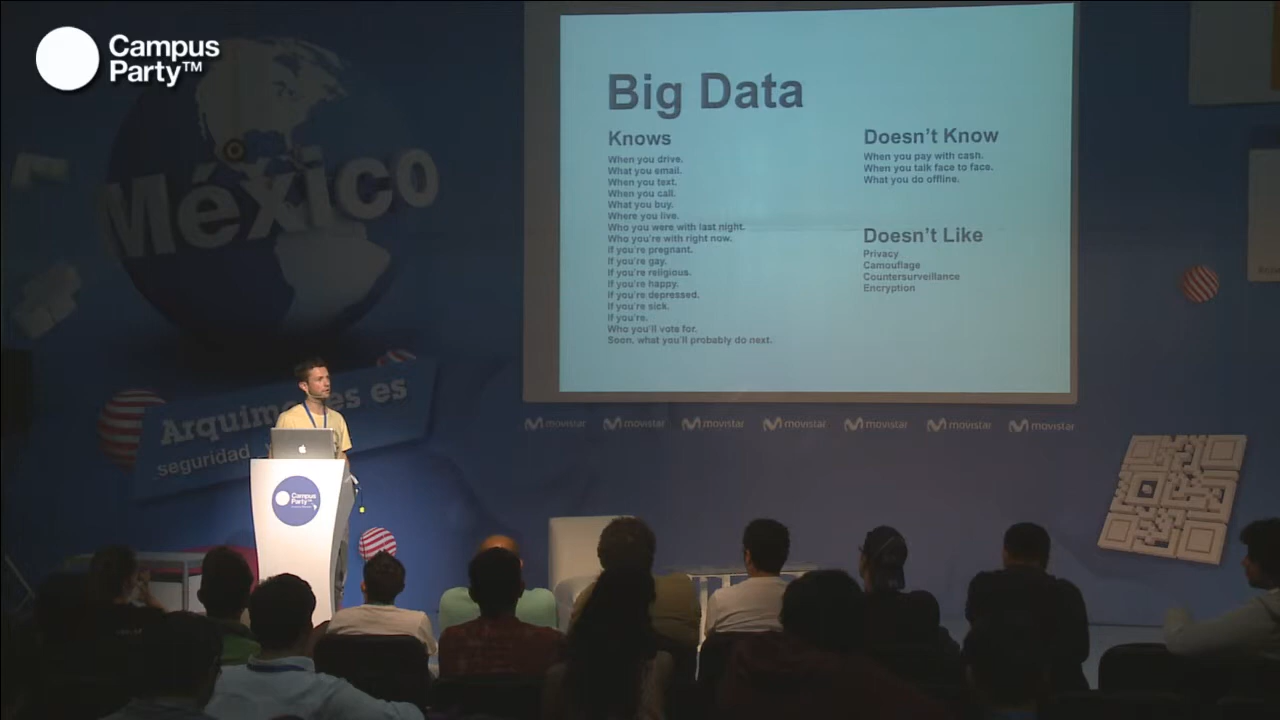 Campus
Party™
México
Arquimedes es
seguridad
Big Data
Knows
When you drive.
What you email.
When you text.
When you call.
What you buy.
Where you live.
Who you were with last night.
Who you're with right now.
If you're pregnant.
If you're gay.
If you're religious.
If you're happy.
If you're depressed.
If you're sick.
If you're.
Who you'll vote for.
Soon, what you'll probably do next.
Doesn't Know
When you pay with cash.
When you talk face to face.
What you do offline.
Doesn't Like
Privacy
Camouflage
Countersurveillance
Encryption
movistar movistar movistar movistar movistar movistar movistar
Campus
Party™